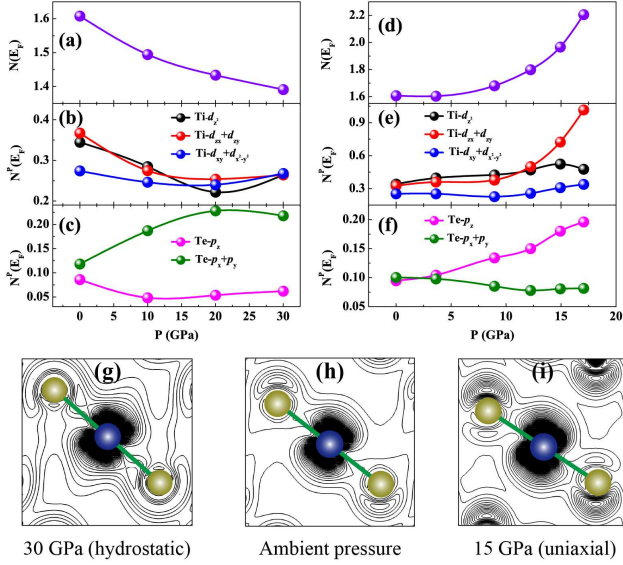 (a)
N(E_F)
1.6
1.4
(b)
N^P(E_F)
0.4
0.3
0.2
Ti-d_z²
Ti-d_zx+d_zy
Ti-d_xy+d_x²-y²
(c)
N^P(E_F)
0.20
0.15
0.10
0.05
Te-p_z
Te-p_x+p_y
0 10 20 30
P (GPa)
(d)
N(E_F)
2.2
2.0
1.8
1.6
(e)
N^P(E_F)
0.9
0.6
0.3
Ti-d_z²
Ti-d_zx+d_zy
Ti-d_xy+d_x²-y²
(f)
N^P(E_F)
0.20
0.15
0.10
0.05
Te-p_z
Te-p_x+p_y
0 5 10 15 20
P (GPa)
(g)
(h)
(i)
30 GPa (hydrostatic)
Ambient pressure
15 GPa (uniaxial)